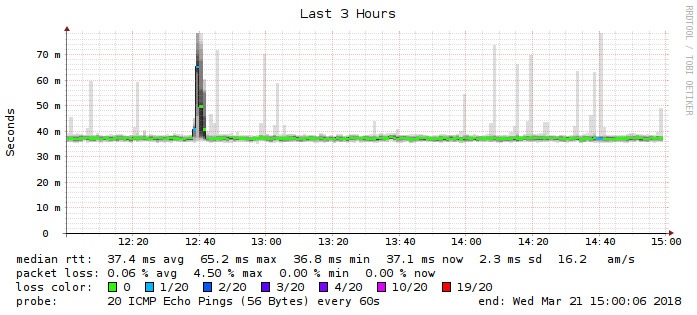 Last 3 Hours
RRDTOOL / TOBI OETIKER
Seconds
70 m
60 m
50 m
40 m
30 m
20 m
10 m
0
12:20 12:40 13:00 13:20 13:40 14:00 14:20 14:40 15:00
median rtt: 37.4 ms avg 65.2 ms max 36.8 ms min 37.1 ms now 2.3 ms sd 16.2 am/s
packet loss: 0.06 % avg 4.50 % max 0.00 % min 0.00 % now
loss color: 0 1/20 2/20 3/20 4/20 10/20 19/20
probe: 20 ICMP Echo Pings (56 Bytes) every 60s end: Wed Mar 21 15:00:06 2018